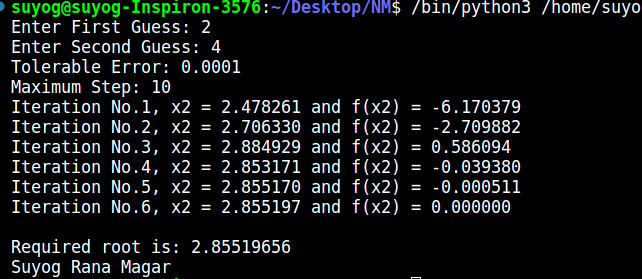 suyog@suyog-Inspiron-3576:~/Desktop/NM$ /bin/python3 /home/suyo
Enter First Guess: 2
Enter Second Guess: 4
Tolerable Error: 0.0001
Maximum Step: 10
Iteration No.1, x2 = 2.478261 and f(x2) = -6.170379
Iteration No.2, x2 = 2.706330 and f(x2) = -2.709882
Iteration No.3, x2 = 2.884929 and f(x2) = 0.586094
Iteration No.4, x2 = 2.853171 and f(x2) = -0.039380
Iteration No.5, x2 = 2.855170 and f(x2) = -0.000511
Iteration No.6, x2 = 2.855197 and f(x2) = 0.000000
Required root is: 2.85519656
Suyog Rana Magar